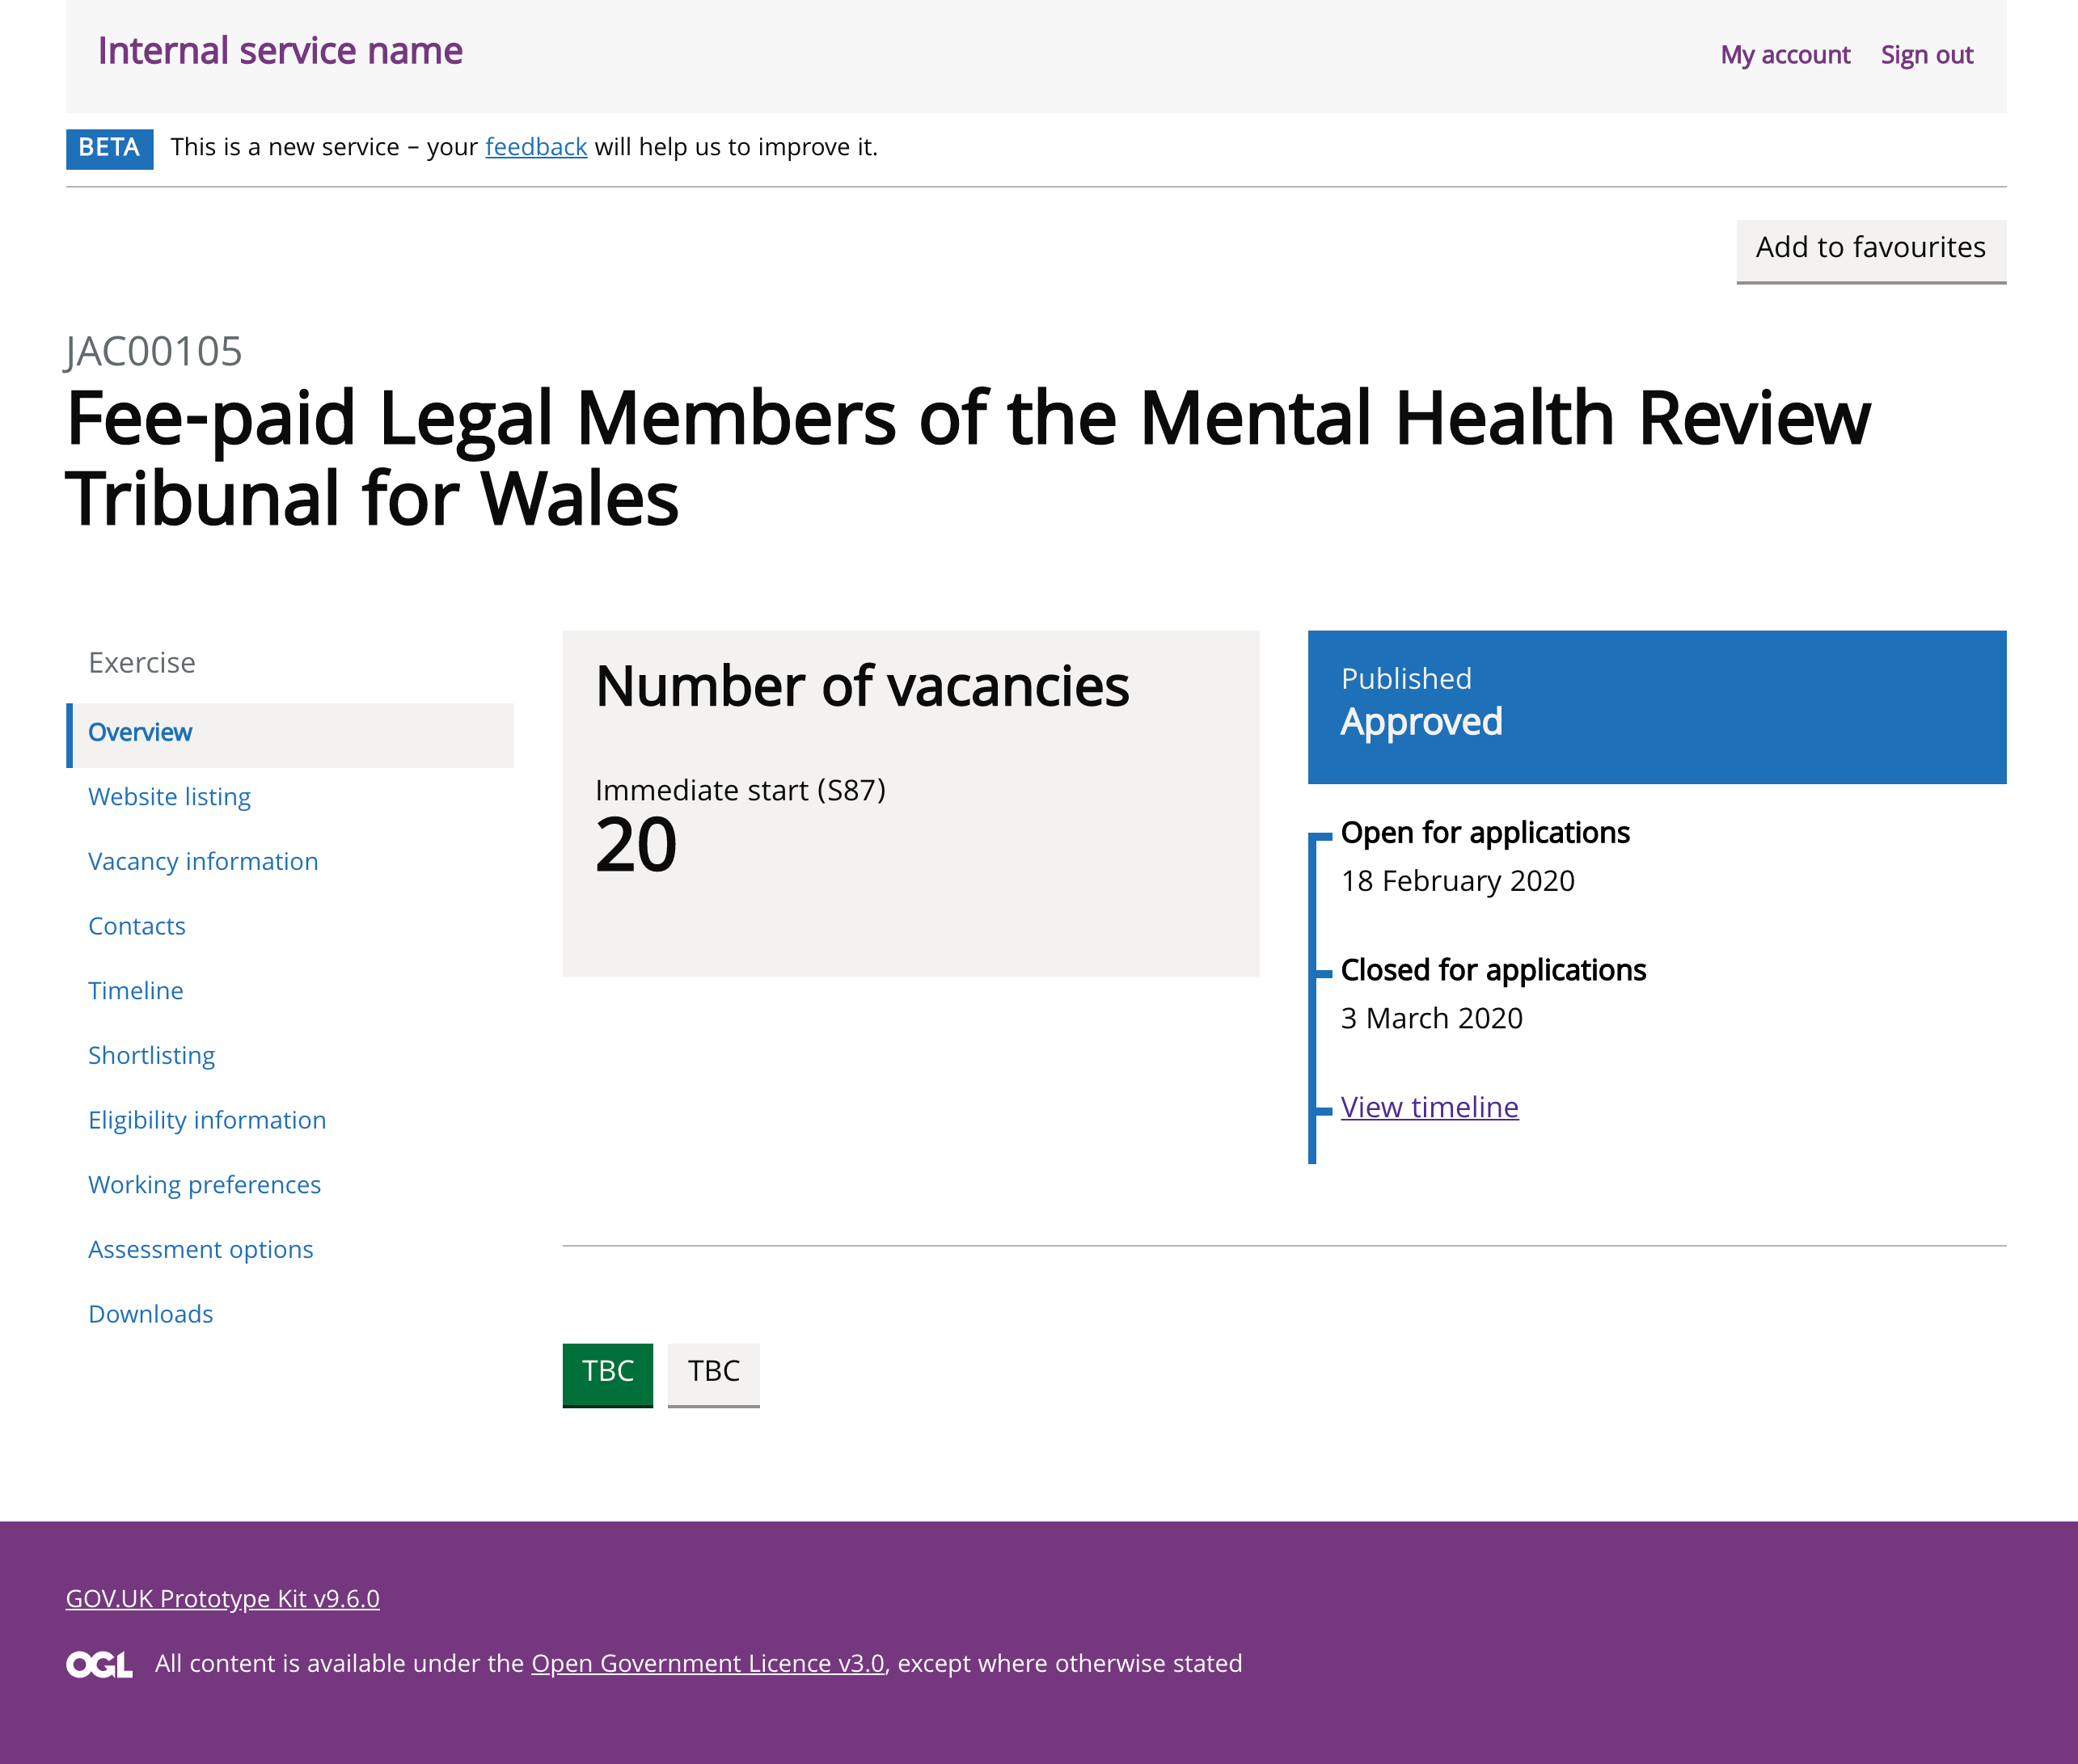 Internal service name
My account
Sign out
BETA
This is a new service – your feedback will help us to improve it.
Add to favourites
JAC00105
Fee-paid Legal Members of the Mental Health Review
Tribunal for Wales
Exercise
Overview
Website listing
Vacancy information
Contacts
Timeline
Shortlisting
Eligibility information
Working preferences
Assessment options
Downloads
Number of vacancies
Immediate start (S87)
20
Published
Approved
Open for applications
18 February 2020
Closed for applications
3 March 2020
View timeline
TBC
TBC
GOV.UK Prototype Kit v9.6.0
OGL
All content is available under the Open Government Licence v3.0, except where otherwise stated